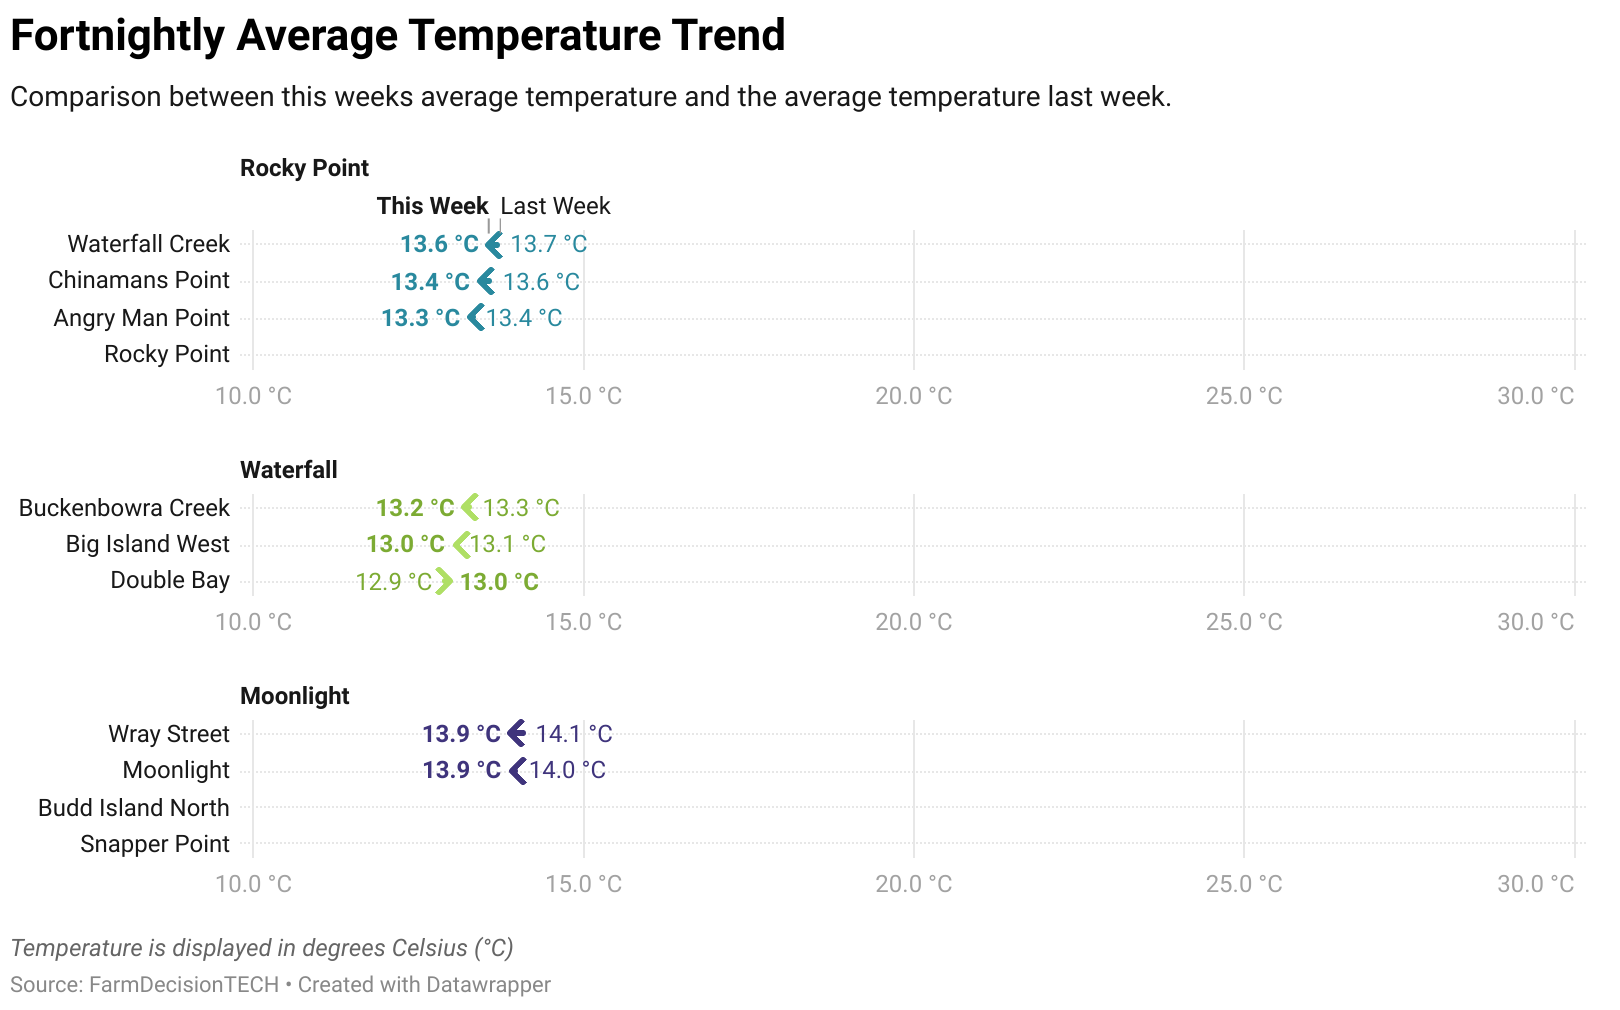 Fortnightly Average Temperature Trend
Comparison between this weeks average temperature and the average temperature last week.
Rocky Point
This Week Last Week
Waterfall Creek 13.6 °C 13.7 °C
Chinamans Point 13.4 °C 13.6 °C
Angry Man Point 13.3 °C 13.4 °C
Rocky Point
10.0 °C 15.0 °C 20.0 °C 25.0 °C 30.0 °C
Waterfall
Buckenbowra Creek 13.2 °C 13.3 °C
Big Island West 13.0 °C 13.1 °C
Double Bay 12.9 °C 13.0 °C
10.0 °C 15.0 °C 20.0 °C 25.0 °C 30.0 °C
Moonlight
Wray Street 13.9 °C 14.1 °C
Moonlight 13.9 °C 14.0 °C
Budd Island North
Snapper Point
10.0 °C 15.0 °C 20.0 °C 25.0 °C 30.0 °C
Temperature is displayed in degrees Celsius (°C)
Source: FarmDecisionTECH • Created with Datawrapper